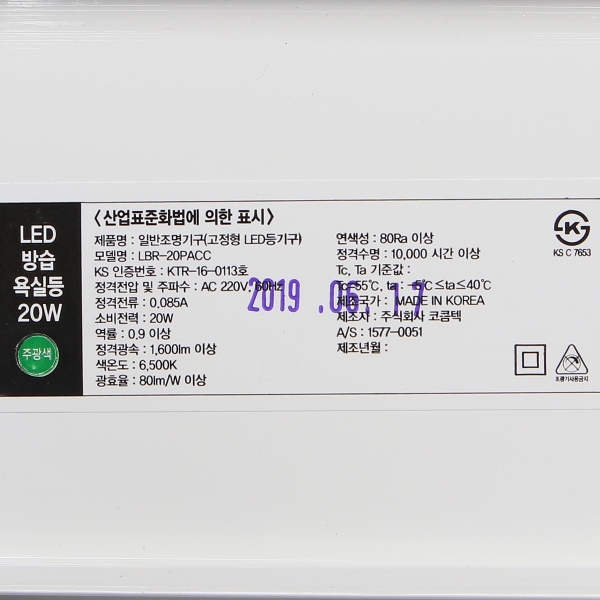 LED
방습
욕실등
20W
주광색
<산업표준화법에 의한 표시>
제품명 : 일반조명기구(고정형 LED등기구)
모델명 : LBR-20PACC
KS 인증번호 : KTR-16-0113호
정격전압 및 주파수 : AC 220V, 60Hz
정격전류 : 0.085A
소비전력 : 20W
역률 : 0.9 이상
정격광속 : 1,600lm 이상
색온도 : 6,500K
광효율 : 80lm/W 이상
연색성 : 80Ra 이상
정격수명 : 10,000 시간 이상
Tc, Ta 기준값 :
Tc : 55℃, ta : -5℃≤ta≤40℃
제조국가 : MADE IN KOREA
제조자 : 주식회사 코콤텍
A/S : 1577-0051
제조년월 :
2019 .06. 17
KS C 7653
조광기사용금지